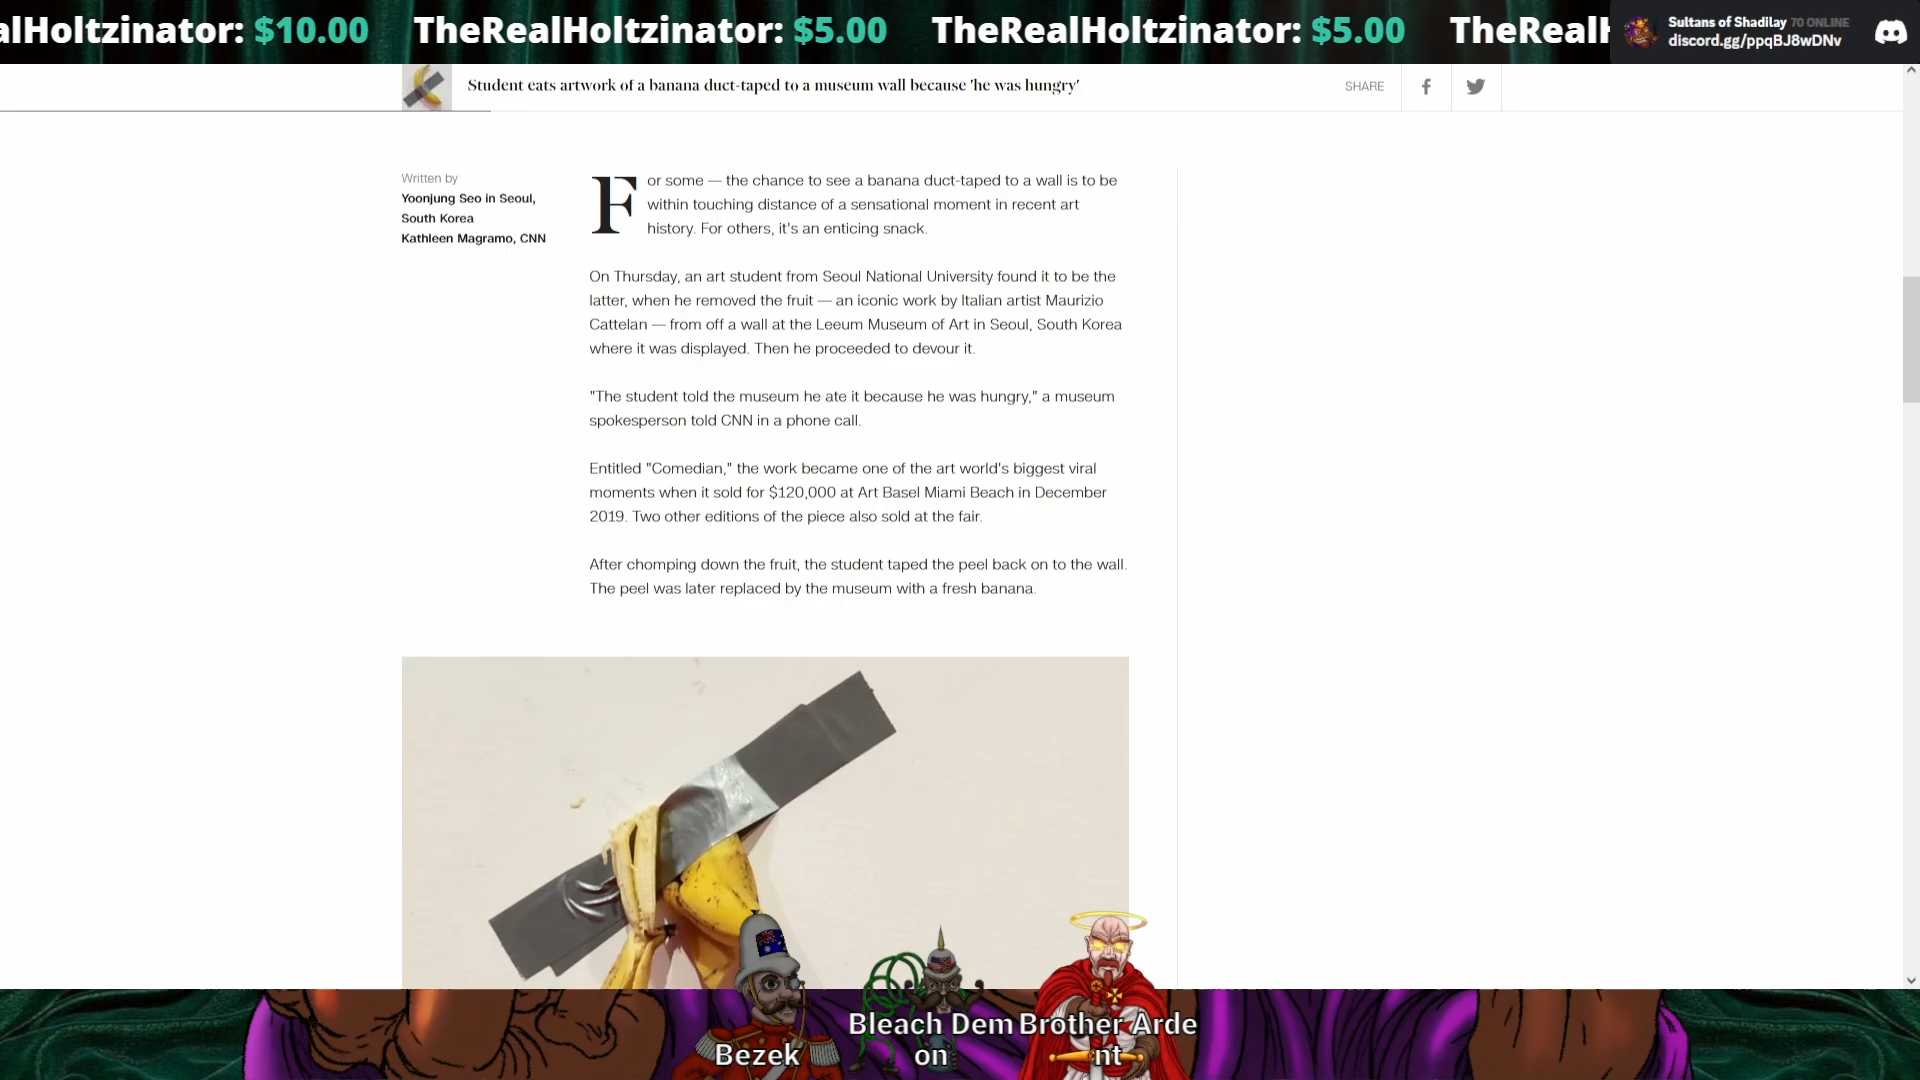 alHoltzinator: $10.00 TheRealHoltzinator: $5.00 TheRealHoltzinator: $5.00 TheRealH
Sultans of Shadilay 70 ONLINE
discord.gg/ppqBJ8wDNv
Student eats artwork of a banana duct-taped to a museum wall because 'he was hungry'
SHARE
Written by
Yoonjung Seo in Seoul,
South Korea
Kathleen Magramo, CNN
For some — the chance to see a banana duct-taped to a wall is to be
within touching distance of a sensational moment in recent art
history. For others, it's an enticing snack.
On Thursday, an art student from Seoul National University found it to be the
latter, when he removed the fruit — an iconic work by Italian artist Maurizio
Cattelan — from off a wall at the Leeum Museum of Art in Seoul, South Korea
where it was displayed. Then he proceeded to devour it.
"The student told the museum he ate it because he was hungry," a museum
spokesperson told CNN in a phone call.
Entitled "Comedian," the work became one of the art world's biggest viral
moments when it sold for $120,000 at Art Basel Miami Beach in December
2019. Two other editions of the piece also sold at the fair.
After chomping down the fruit, the student taped the peel back on to the wall.
The peel was later replaced by the museum with a fresh banana.
Bezek
Bleach Dem
on
Brother Arde
nt